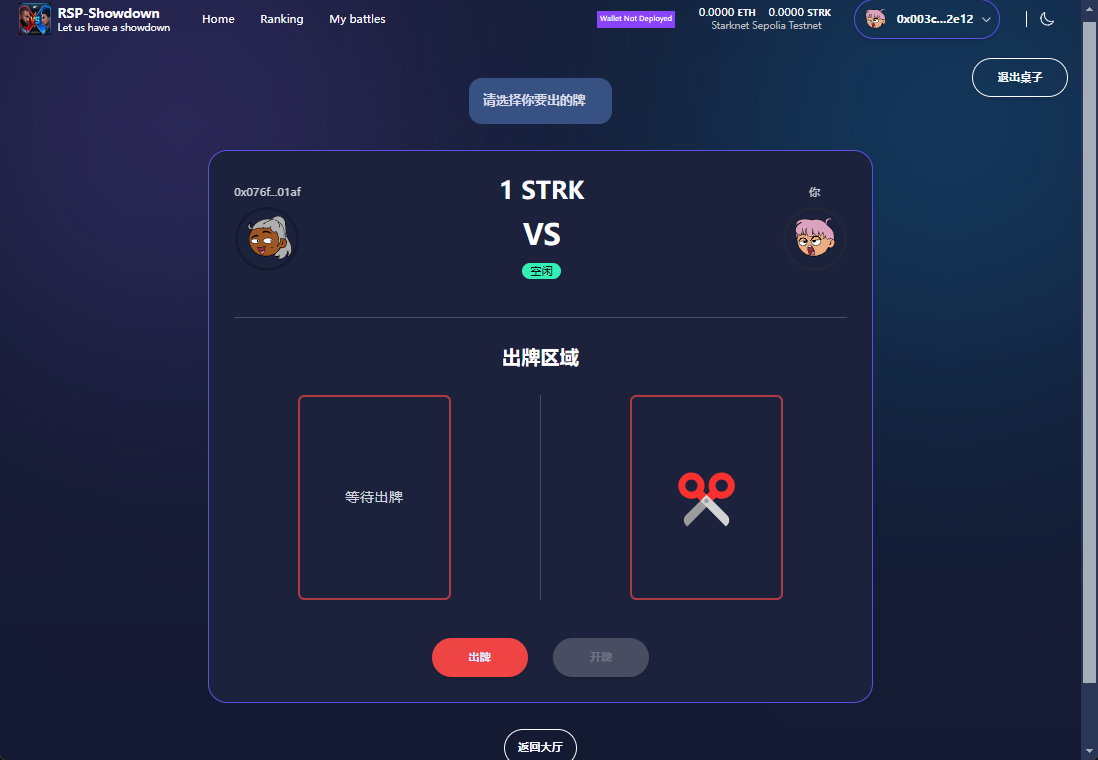 RSP-Showdown
Let us have a showdown
Home
Ranking
My battles
Wallet Not Deployed
0.0000 ETH 0.0000 STRK
Starknet Sepolia Testnet
0x003c...2e12
退出桌子
请选择你要出的牌
0x076f...01af
1 STRK
你
VS
空闲
出牌区域
等待出牌
出牌
开牌
返回大厅